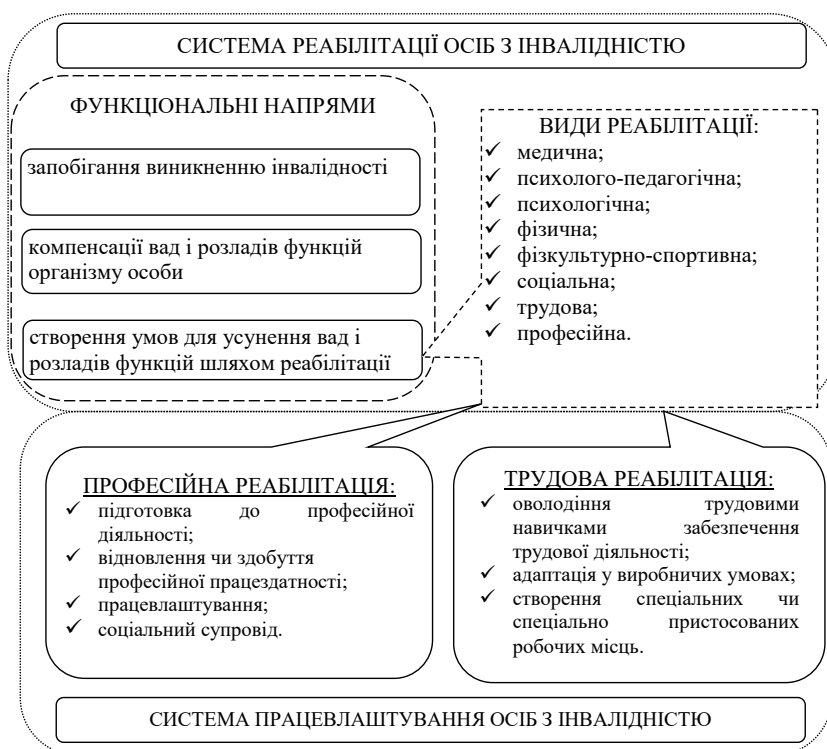 СИСТЕМА РЕАБІЛІТАЦІЇ ОСІБ З ІНВАЛІДНІСТЮ
ФУНКЦІОНАЛЬНІ НАПРЯМИ
запобігання виникненню інвалідності
компенсації вад і розладів функцій
організму особи
створення умов для усунення вад і
розладів функцій шляхом реабілітації
ВИДИ РЕАБІЛІТАЦІЇ:
✓ медична;
✓ психолого-педагогічна;
✓ психологічна;
✓ фізична;
✓ фізкультурно-спортивна;
✓ соціальна;
✓ трудова;
✓ професійна.
ПРОФЕСІЙНА РЕАБІЛІТАЦІЯ:
✓ підготовка до професійної
діяльності;
✓ відновлення чи здобуття
професійної працездатності;
✓ працевлаштування;
✓ соціальний супровід.
ТРУДОВА РЕАБІЛІТАЦІЯ:
✓ оволодіння трудовими
навичками забезпечення
трудової діяльності;
✓ адаптація у виробничих умовах;
✓ створення спеціальних чи
спеціально пристосованих
робочих місць.
СИСТЕМА ПРАЦЕВЛАШТУВАННЯ ОСІБ З ІНВАЛІДНІСТЮ